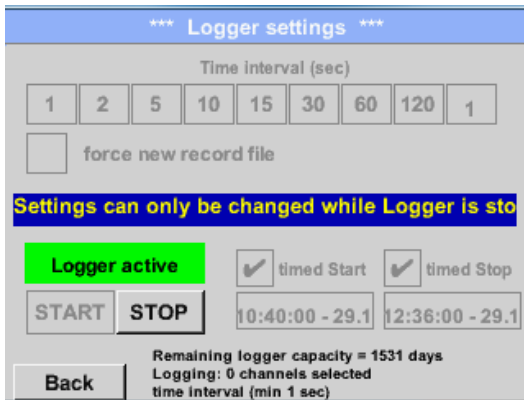 *** Logger settings ***
Time interval (sec)
1 2 5 10 15 30 60 120 1
force new record file
Settings can only be changed while Logger is sto
Logger active
timed Start
timed Stop
START STOP
10:40:00 - 29.1
12:36:00 - 29.1
Remaining logger capacity = 1531 days
Logging: 0 channels selected
time interval (min 1 sec)
Back